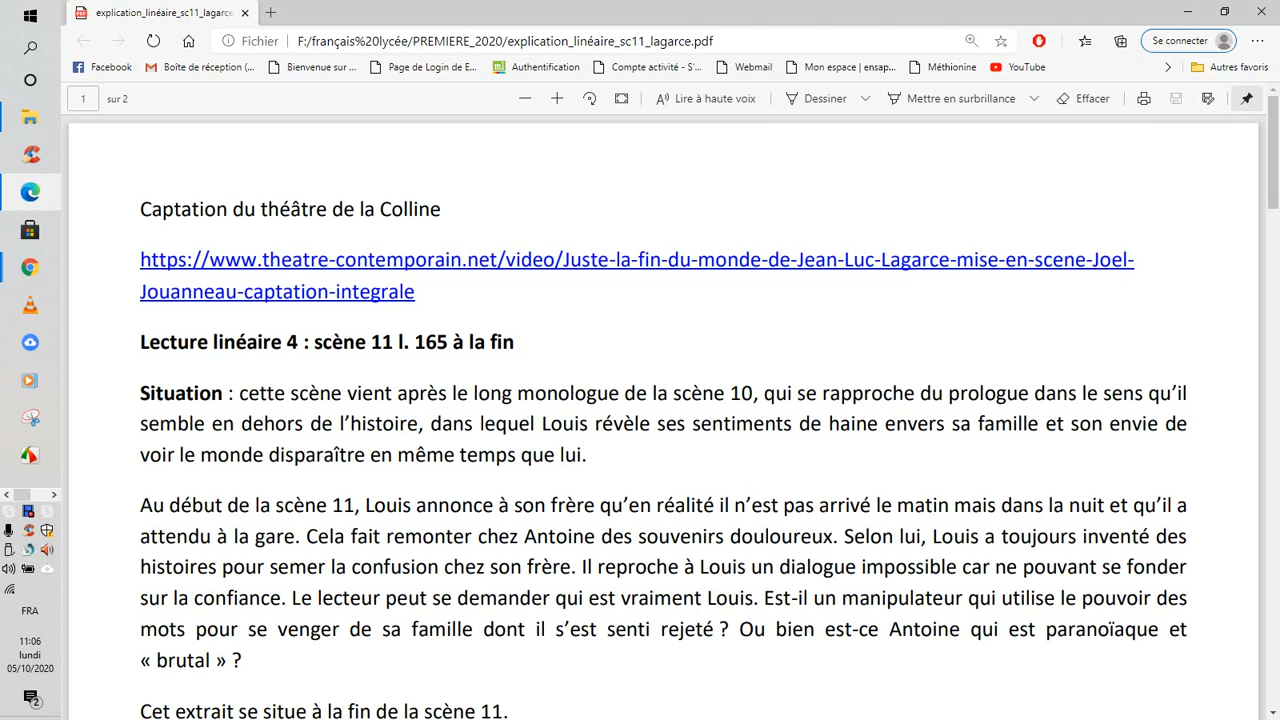 explication_linéaire_sc11_lagarce
Fichier F:/français%20lycée/PREMIERE_2020/explication_linéaire_sc11_lagarce.pdf Se connecter
Facebook Boîte de réception (... Bienvenue sur ... Page de Login de E... Authentification Compte activité - S'... Webmail Mon espace | ensap... Méthionine YouTube Autres favoris
1 sur 2 Lire à haute voix Dessiner Mettre en surbrillance Effacer
Captation du théâtre de la Colline
https://www.theatre-contemporain.net/video/Juste-la-fin-du-monde-de-Jean-Luc-Lagarce-mise-en-scene-Joel-
Jouanneau-captation-integrale
Lecture linéaire 4 : scène 11 l. 165 à la fin
Situation : cette scène vient après le long monologue de la scène 10, qui se rapproche du prologue dans le sens qu'il
semble en dehors de l'histoire, dans lequel Louis révèle ses sentiments de haine envers sa famille et son envie de
voir le monde disparaître en même temps que lui.
Au début de la scène 11, Louis annonce à son frère qu'en réalité il n'est pas arrivé le matin mais dans la nuit et qu'il a
attendu à la gare. Cela fait remonter chez Antoine des souvenirs douloureux. Selon lui, Louis a toujours inventé des
histoires pour semer la confusion chez son frère. Il reproche à Louis un dialogue impossible car ne pouvant se fonder
sur la confiance. Le lecteur peut se demander qui est vraiment Louis. Est-il un manipulateur qui utilise le pouvoir des
mots pour se venger de sa famille dont il s'est senti rejeté ? Ou bien est-ce Antoine qui est paranoïaque et
« brutal » ?
Cet extrait se situe à la fin de la scène 11.
FRA
11:06
lundi
05/10/2020
2